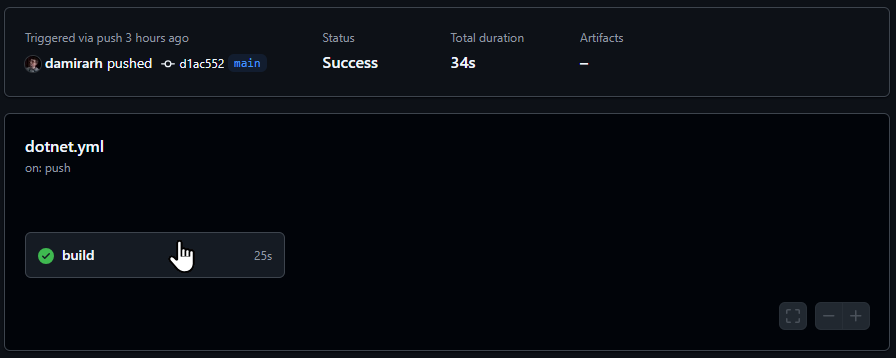 Triggered via push 3 hours ago
damirarh pushed d1ac552 main
Status
Success
Total duration
34s
Artifacts
–
dotnet.yml
on: push
build 25s